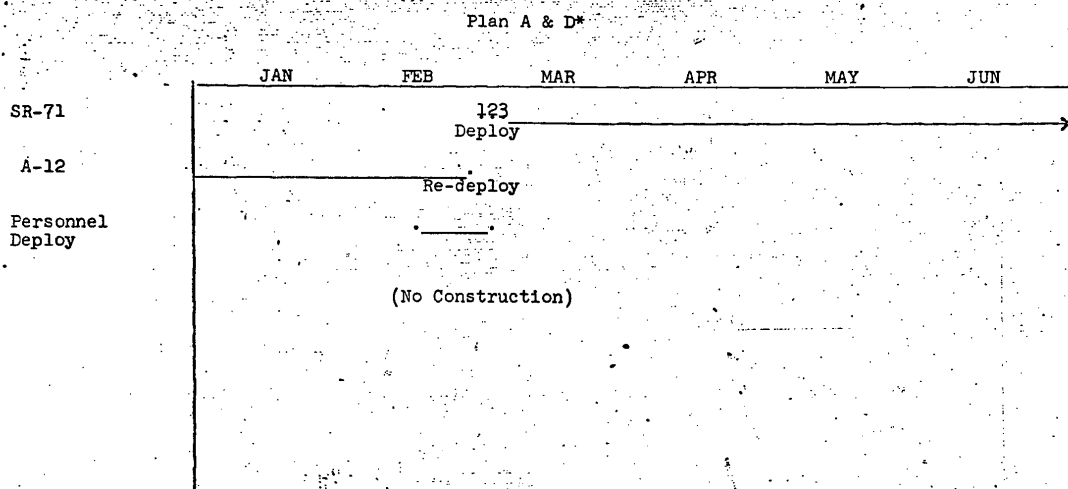 Plan A & D*
JAN FEB MAR APR MAY JUN
SR-71
123
Deploy
A-12
Re-deploy
Personnel
Deploy
(No Construction)